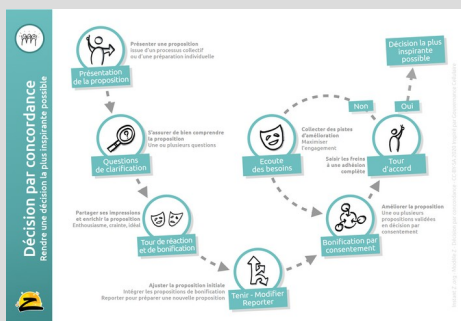 Décision par concordance
Rendre une décision la plus inspirante possible
Présenter une proposition
Issue d'un processus collectif
ou d'une préparation individuelle
Présentation
de la proposition
S'assurer de bien comprendre
la proposition
Une ou plusieurs questions
Questions
de clarification
Partager ses impressions
et enrichir la proposition
Enthousiasme, crainte, idéal
Tour de réaction
et de bonification
Ajuster la proposition initiale
Intégrer les propositions de bonification
Reporter pour préparer une nouvelle proposition
Tenir - Modifier
Reporter
Améliorer la proposition
Une ou plusieurs
propositions validées
en décision par
consentement
Bonification par
consentement
Saisir les freins
à une adhésion
complète
Tour
d'accord
Non
Oui
Collecter des pistes
d'amélioration
Maximiser
l'engagement
Écoute
des besoins
Décision la plus
inspirante
possible